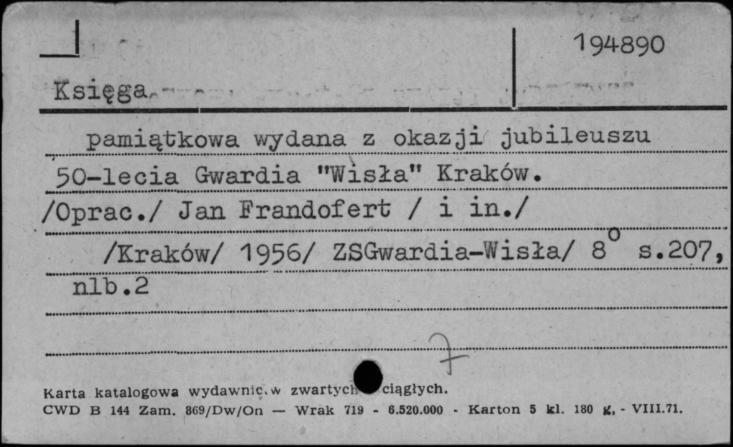 194890
Księga
pamiątkowa wydana z okazji jubileuszu
50-lecia Gwardia "Wisła" Kraków.
/Oprac./ Jan Frandofert / i in./
/Kraków/ 1956/ ZSGwardia-Wisła/ 8° s.207,
nlb.2
7
Karta katalogowa wydawnic. w zwartych ciągłych.
CWD B 144 Zam. 869/Dw/On — Wrak 719 - 6.520.000 - Karton 5 kl. 180 g. - VIII.71.